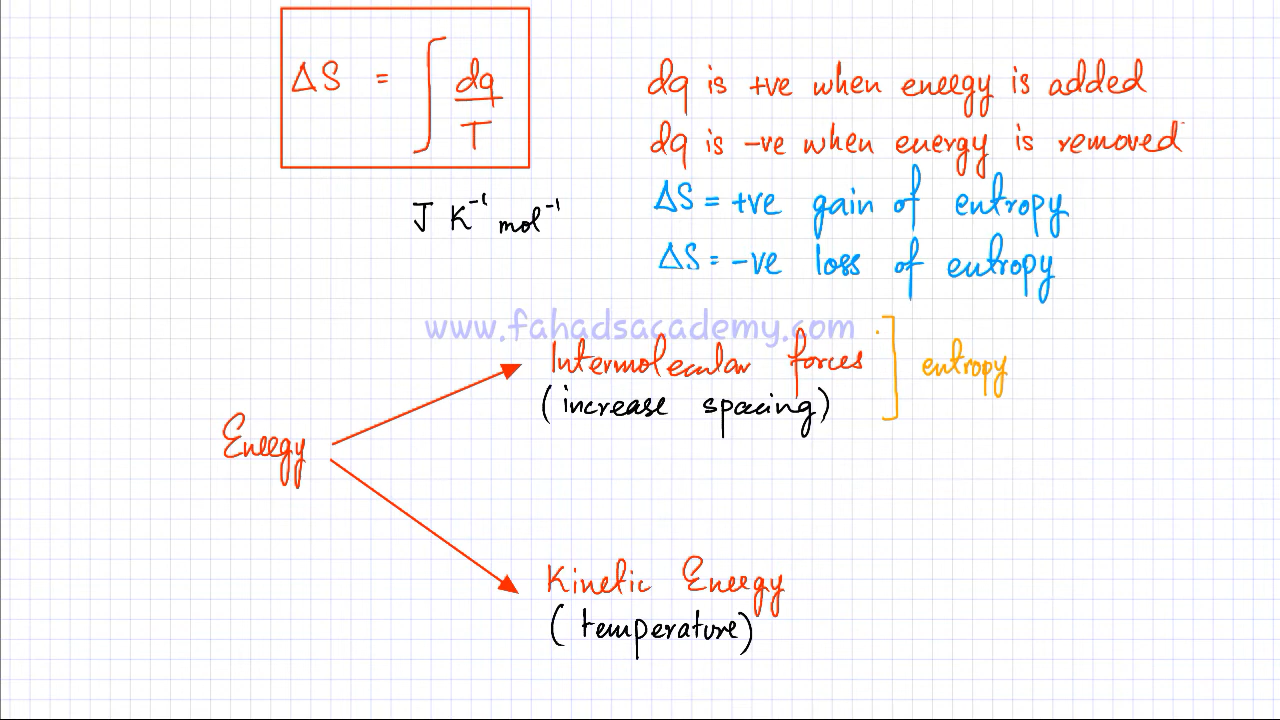 ΔS = ∫ dq/T
dq is +ve when energy is added
dq is -ve when energy is removed
J K⁻¹ mol⁻¹
ΔS = +ve gain of entropy
ΔS = -ve loss of entropy
www.fahadsacademy.com
Intermolecular forces ] entropy
(increase spacing)
Energy
Kinetic Energy
(temperature)